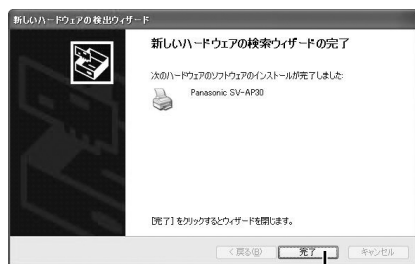 新しいハードウェアの検出ウィザード
新しいハードウェアの検索ウィザードの完了
次のハードウェアのソフトウェアのインストールが完了しました:
Panasonic SV-AP30
[完了] をクリックするとウィザードを閉じます。
< 戻る(B)
完了
キャンセル